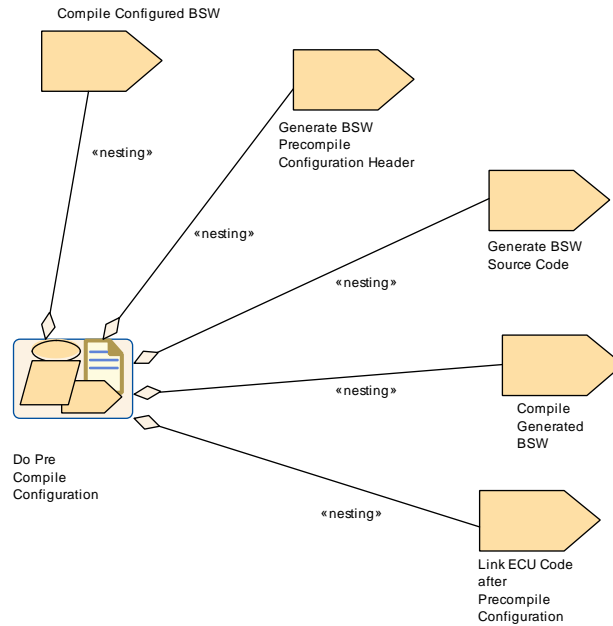 Compile Configured BSW
Generate BSW
Precompile
Configuration Header
«nesting»
«nesting»
«nesting»
Generate BSW
Source Code
«nesting»
Compile
Generated
BSW
Do Pre
Compile
Configuration
«nesting»
Link ECU Code
after
Precompile
Configuration